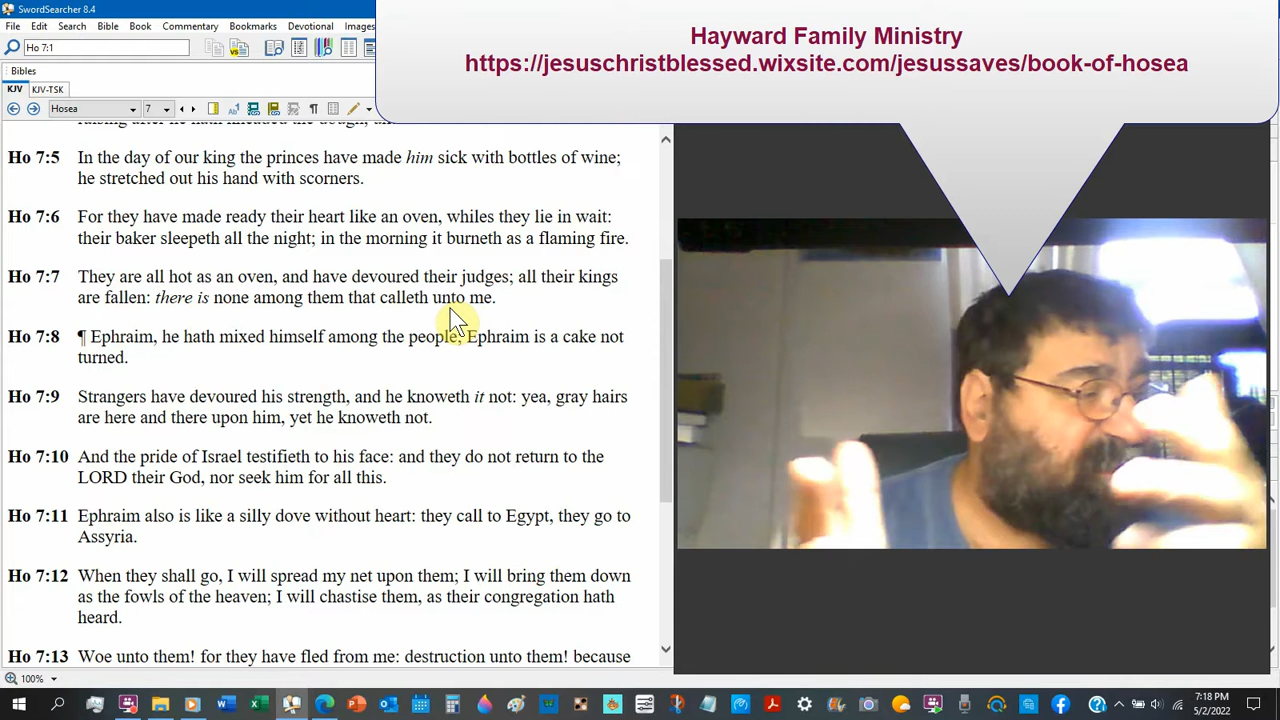 SwordSearcher 8.4
File Edit Search Bible Book Commentary Bookmarks Devotional Images
Ho 7:1
Bibles
KJV KJV-TSK
Hosea 7
Ho 7:5 In the day of our king the princes have made him sick with bottles of wine;
he stretched out his hand with scorners.
Ho 7:6 For they have made ready their heart like an oven, whiles they lie in wait:
their baker sleepeth all the night; in the morning it burneth as a flaming fire.
Ho 7:7 They are all hot as an oven, and have devoured their judges; all their kings
are fallen: there is none among them that calleth unto me.
Ho 7:8 ¶ Ephraim, he hath mixed himself among the people; Ephraim is a cake not
turned.
Ho 7:9 Strangers have devoured his strength, and he knoweth it not: yea, gray hairs
are here and there upon him, yet he knoweth not.
Ho 7:10 And the pride of Israel testifieth to his face: and they do not return to the
LORD their God, nor seek him for all this.
Ho 7:11 Ephraim also is like a silly dove without heart: they call to Egypt, they go to
Assyria.
Ho 7:12 When they shall go, I will spread my net upon them; I will bring them down
as the fowls of the heaven; I will chastise them, as their congregation hath
heard.
Ho 7:13 Woe unto them! for they have fled from me: destruction unto them! because
100%
Hayward Family Ministry
https://jesuschristblessed.wixsite.com/jesussaves/book-of-hosea
7:18 PM
5/2/2022